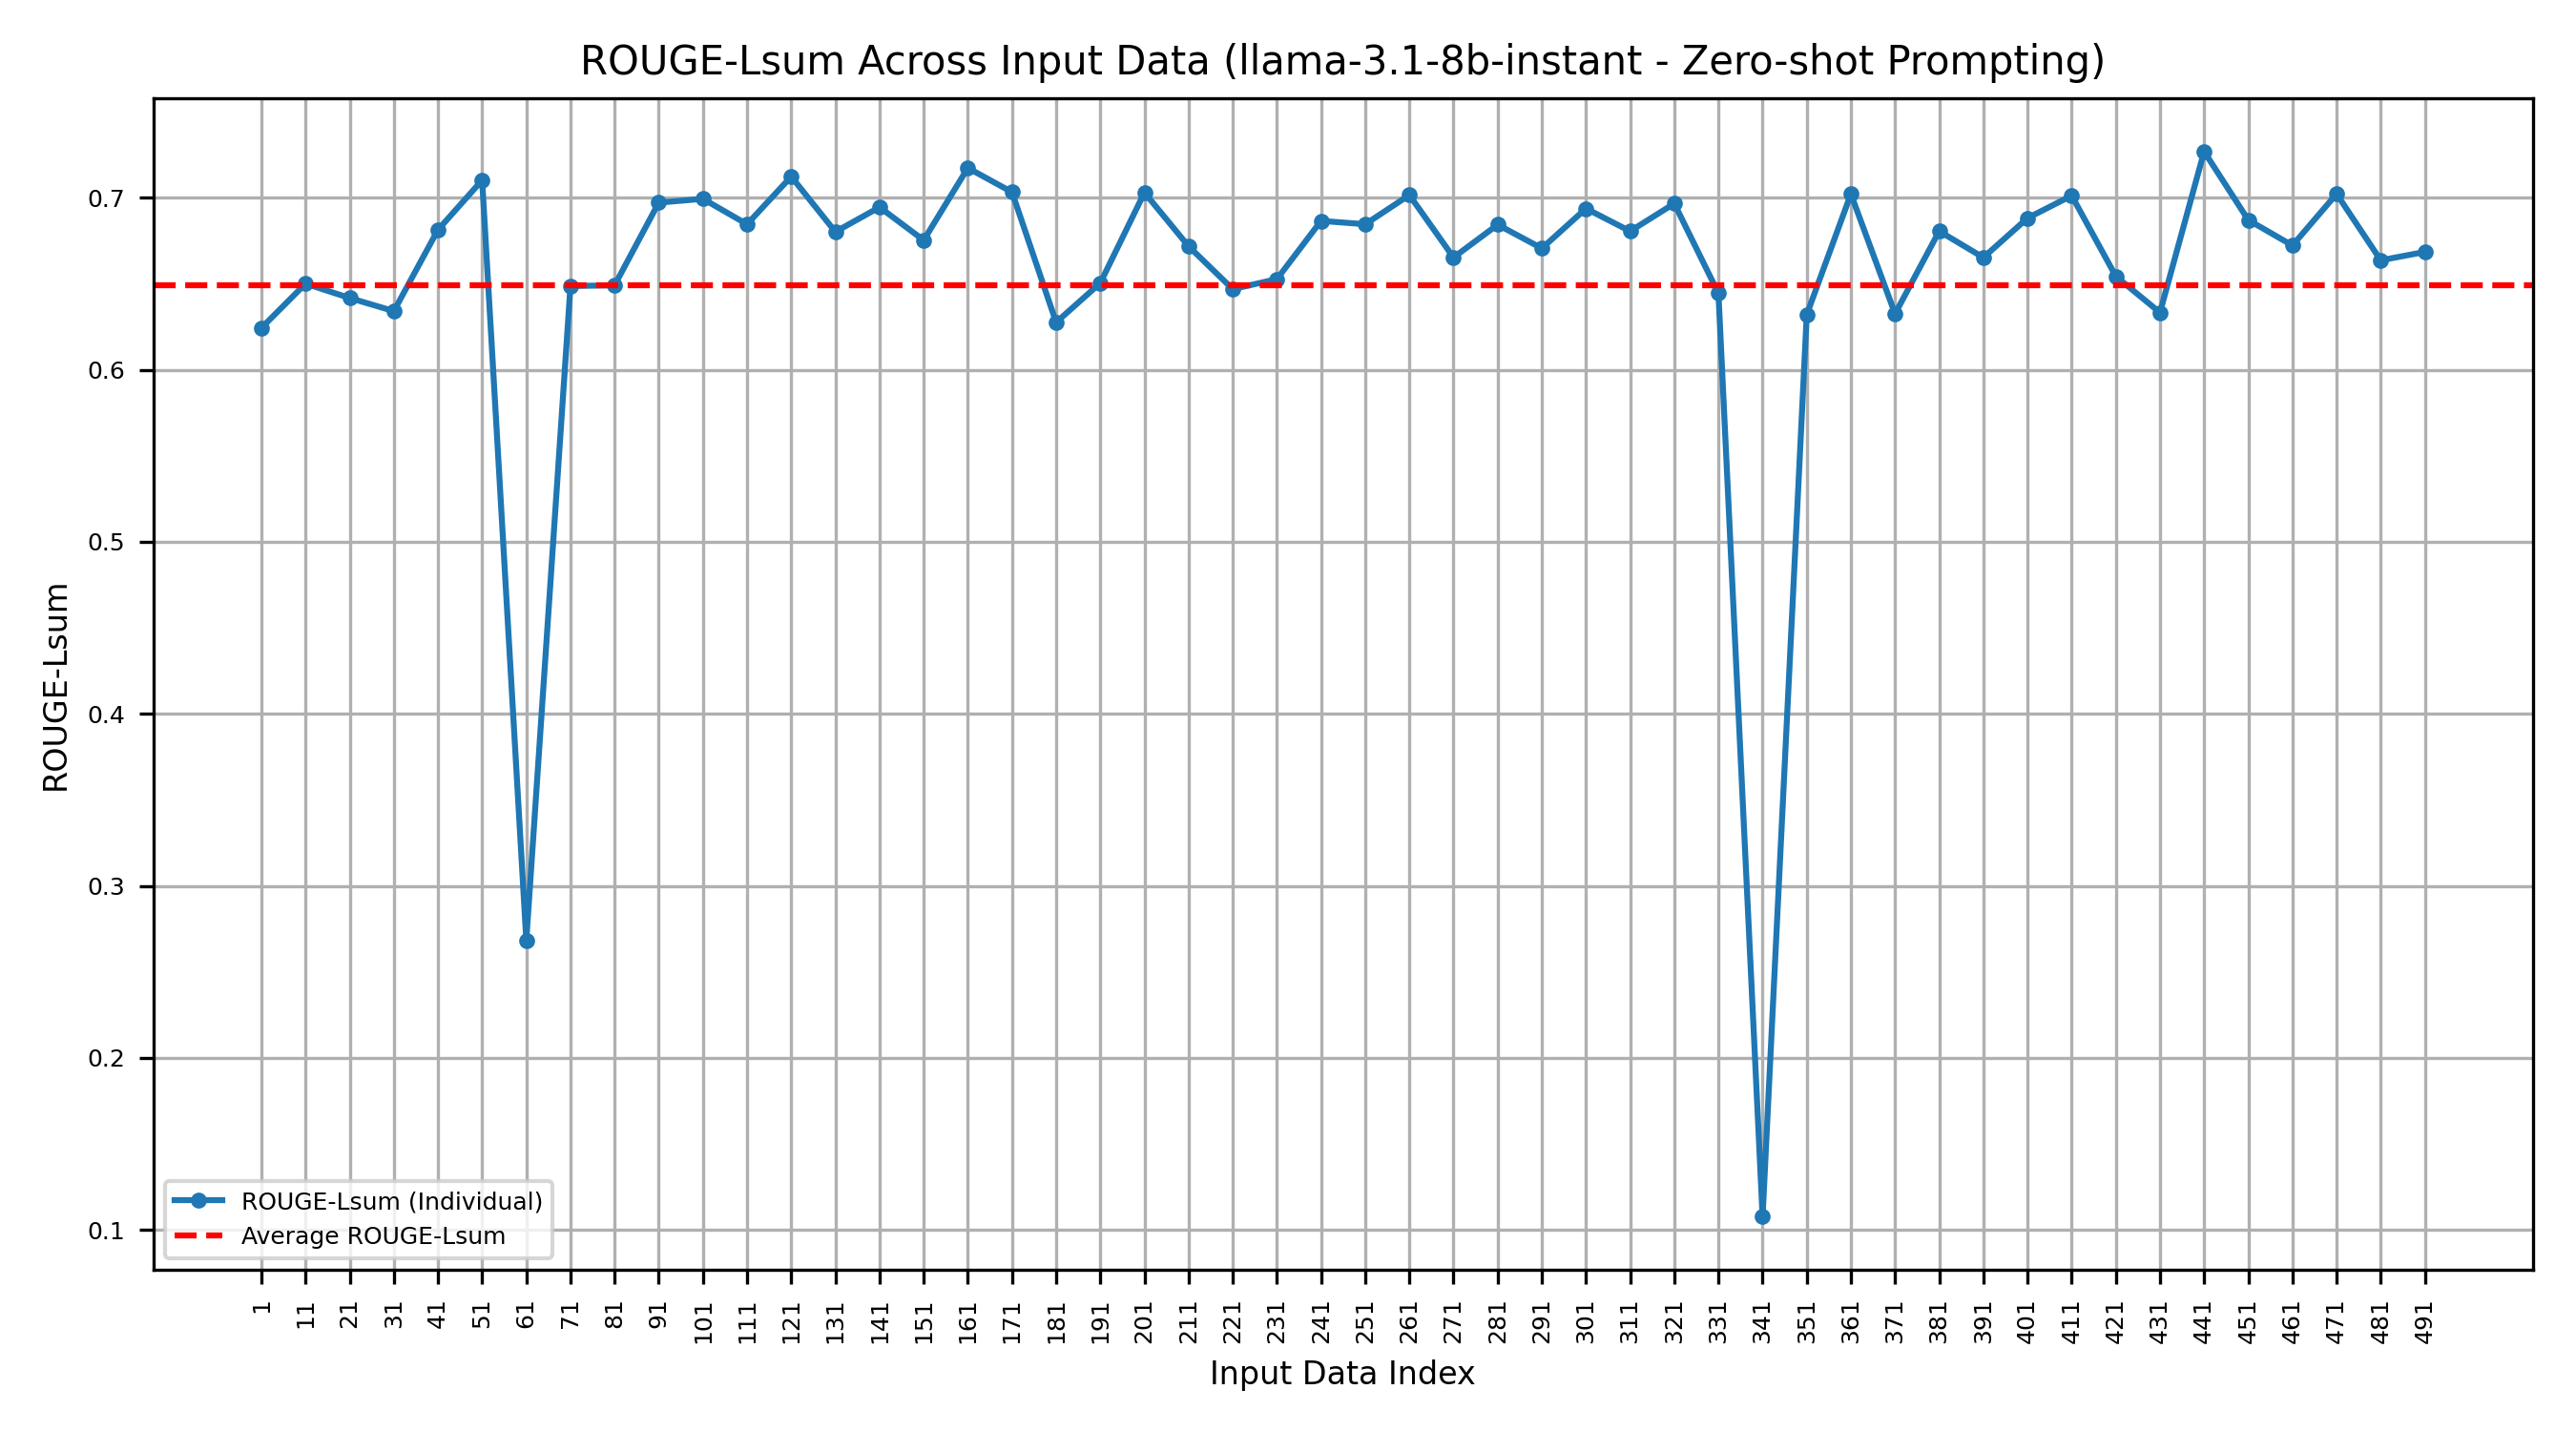 ROUGE-Lsum Across Input Data (llama-3.1-8b-instant - Zero-shot Prompting)
ROUGE-Lsum
0.7
0.6
0.5
0.4
0.3
0.2
0.1
ROUGE-Lsum (Individual)
Average ROUGE-Lsum
1 11 21 31 41 51 61 71 81 91 101 111 121 131 141 151 161 171 181 191 201 211 221 231 241 251 261 271 281 291 301 311 321 331 341 351 361 371 381 391 401 411 421 431 441 451 461 471 481 491
Input Data Index